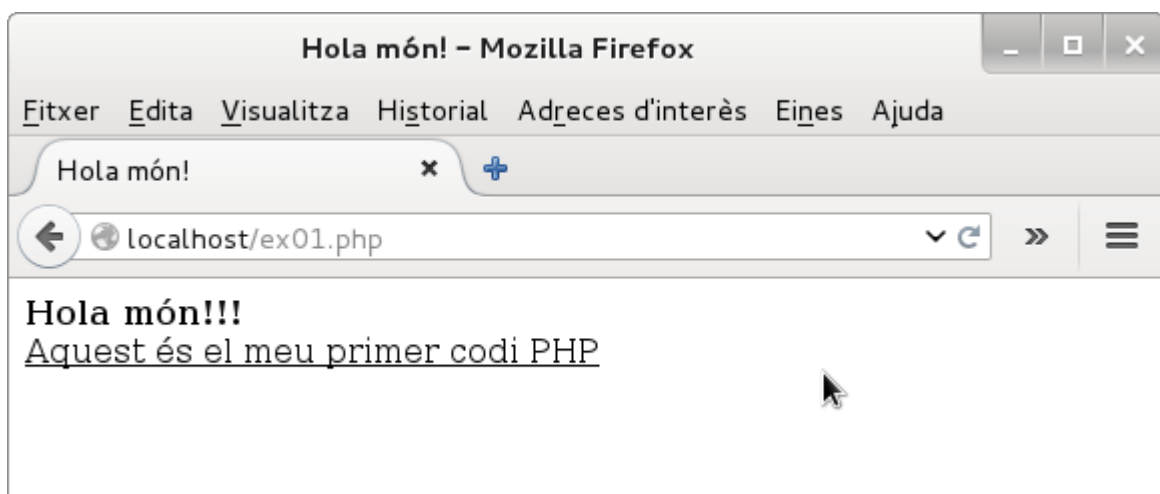 Hola món! – Mozilla Firefox
Fitxer Edita Visualitza Historial Adreces d'interès Eines Ajuda
Hola món!
localhost/ex01.php
Hola món!!!
Aquest és el meu primer codi PHP